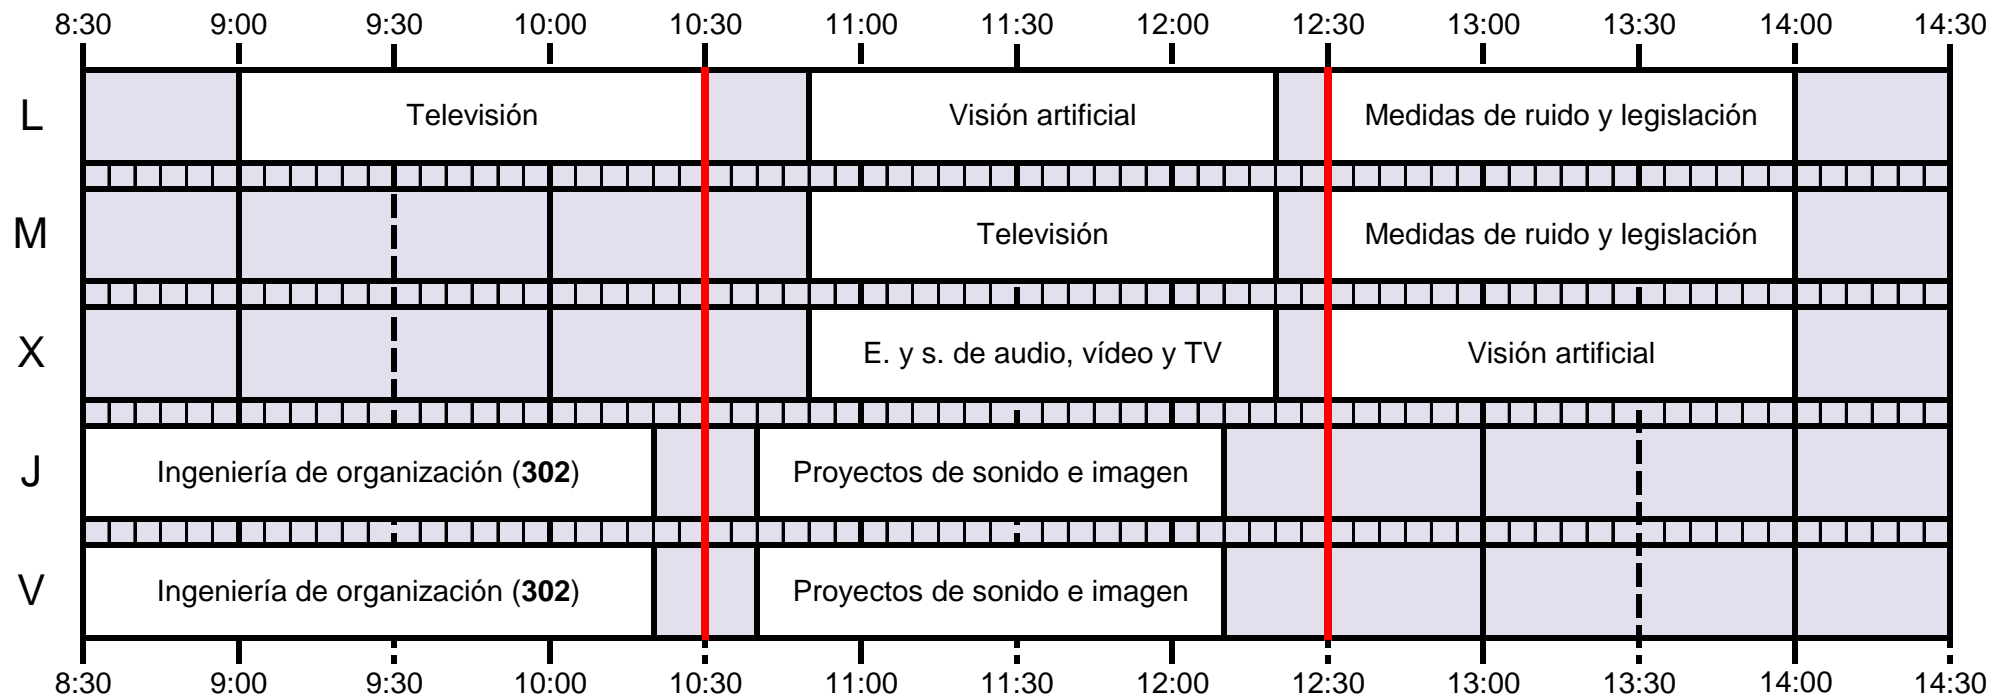 8:30 9:00 9:30 10:00 10:30 11:00 11:30 12:00 12:30 13:00 13:30 14:00 14:30
L Televisión Visión artificial Medidas de ruido y legislación
M Televisión Medidas de ruido y legislación
X E. y s. de audio, vídeo y TV Visión artificial
J Ingeniería de organización (302) Proyectos de sonido e imagen
V Ingeniería de organización (302) Proyectos de sonido e imagen
8:30 9:00 9:30 10:00 10:30 11:00 11:30 12:00 12:30 13:00 13:30 14:00 14:30